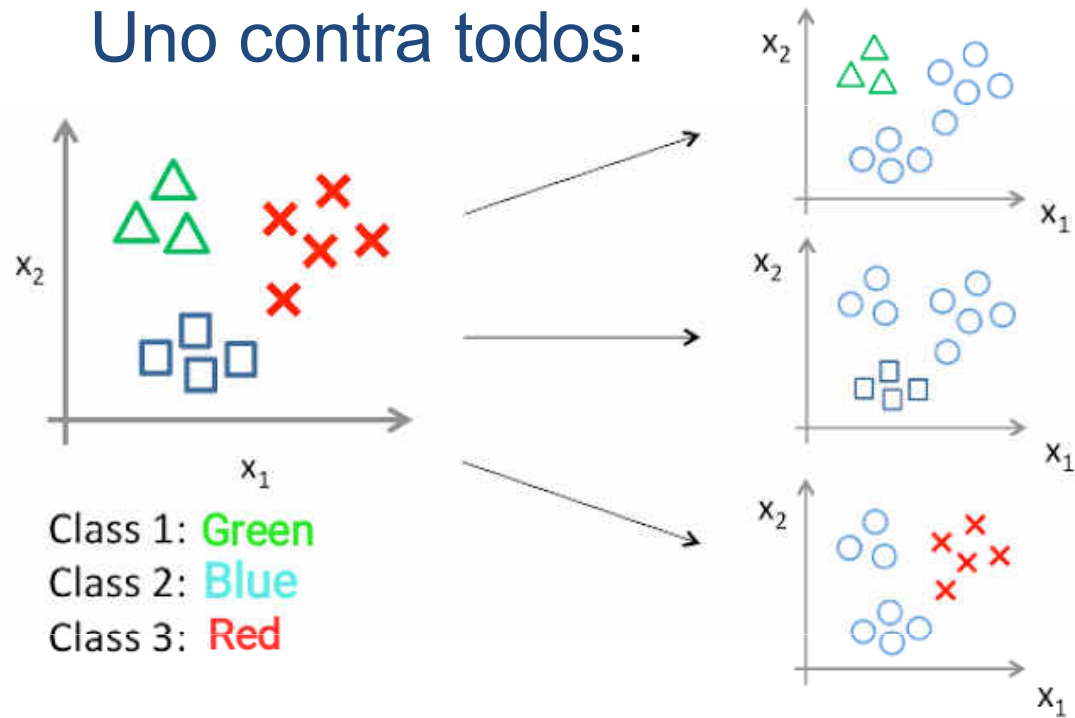 Uno contra todos:
x2
x1
Class 1: Green
Class 2: Blue
Class 3: Red
x2
x1
x2
x1
x2
x1